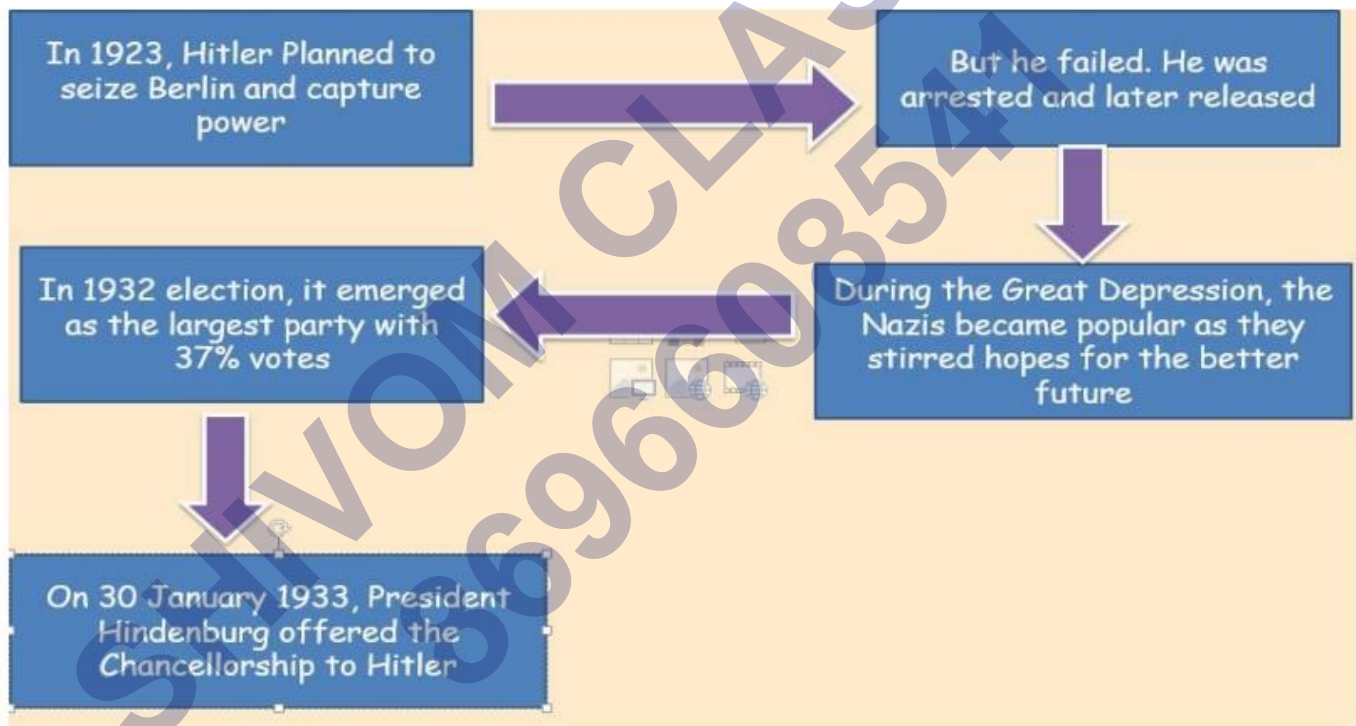 In 1923, Hitler Planned to
seize Berlin and capture
power
But he failed. He was
arrested and later released
During the Great Depression, the
Nazis became popular as they
stirred hopes for the better
future
In 1932 election, it emerged
as the largest party with
37% votes
On 30 January 1933, President
Hindenburg offered the
Chancellorship to Hitler
SHIVOM CLAS
8696608541